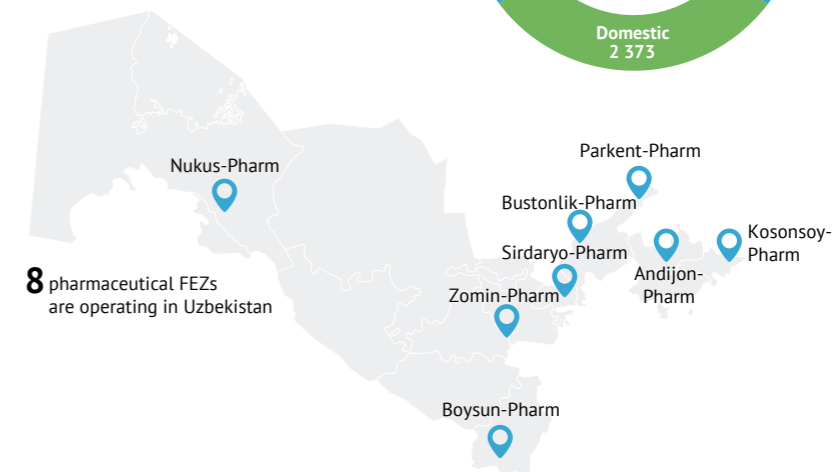 Domestic
2 373
Parkent-Pharm
Nukus-Pharm
Bustonlik-Pharm
Kosonsoy-
Pharm
Sirdaryo-Pharm
Andijon-
Pharm
8 pharmaceutical FEZs
are operating in Uzbekistan
Zomin-Pharm
Boysun-Pharm